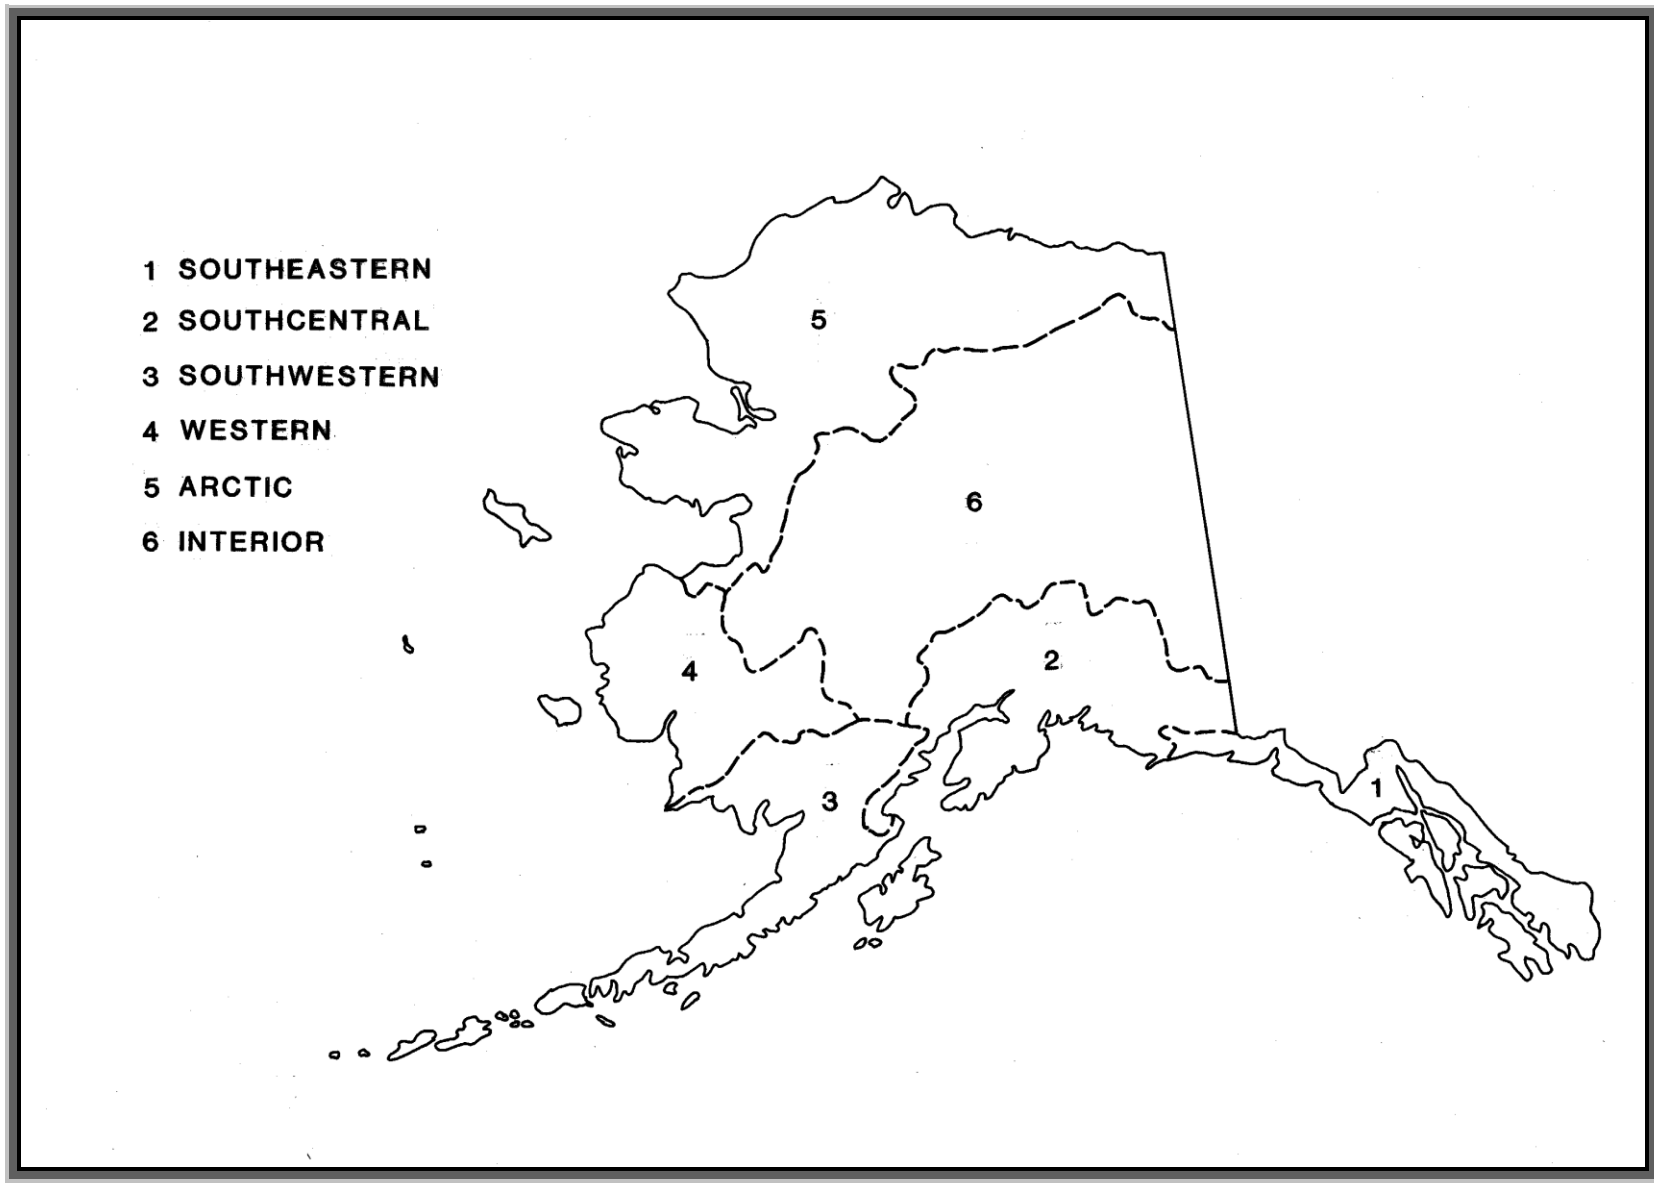 1 SOUTHEASTERN
2 SOUTHCENTRAL
3 SOUTHWESTERN
4 WESTERN
5 ARCTIC
6 INTERIOR
5
6
2
4
1
3